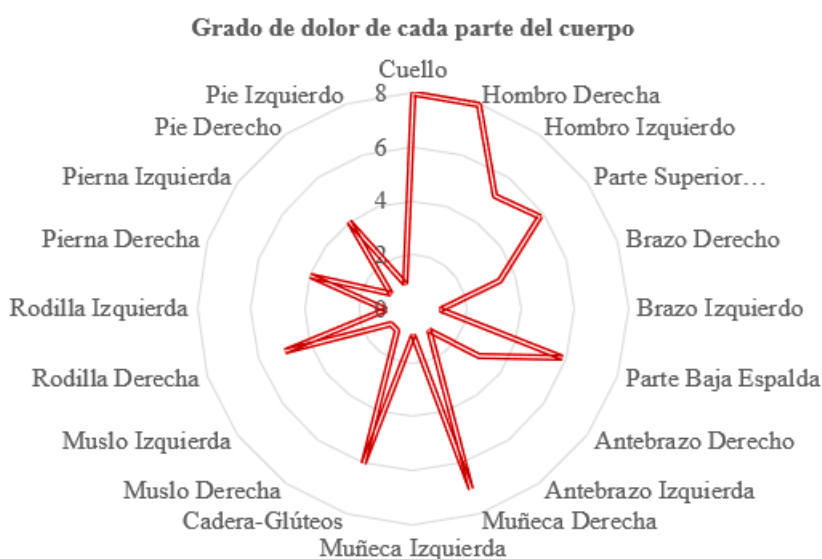 Grado de dolor de cada parte del cuerpo
Cuello
Hombro Derecha
Hombro Izquierdo
Parte Superior…
Brazo Derecho
Brazo Izquierdo
Parte Baja Espalda
Antebrazo Derecho
Antebrazo Izquierda
Muñeca Derecha
Muñeca Izquierda
Cadera-Glúteos
Muslo Derecha
Muslo Izquierda
Rodilla Derecha
Rodilla Izquierda
Pierna Derecha
Pierna Izquierda
Pie Derecho
Pie Izquierdo
8
6
4
2
0